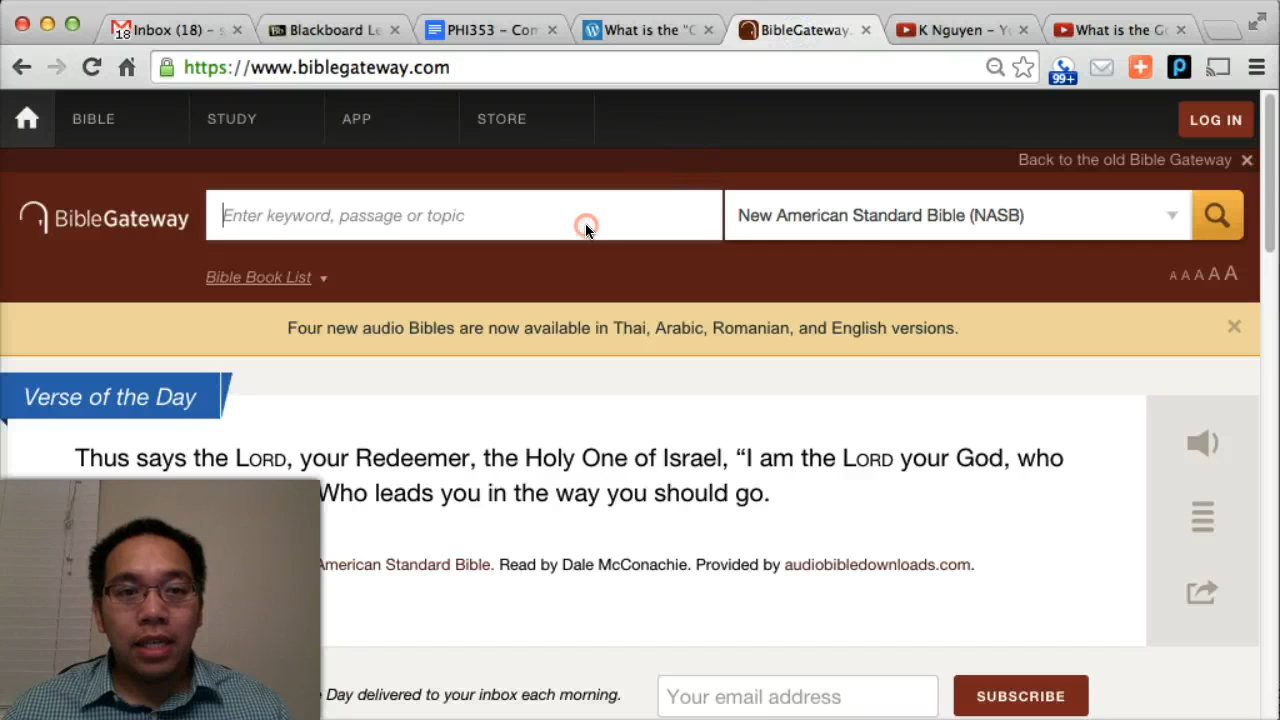 Inbox (18) - s
18
Blackboard Le
PHI353 – Con
What is the "C
BibleGateway.
K Nguyen - Yo
What is the Go
https://www.biblegateway.com
99+
BIBLE
STUDY
APP
STORE
LOG IN
Back to the old Bible Gateway
BibleGateway
Enter keyword, passage or topic
New American Standard Bible (NASB)
Bible Book List
A A A A A
Four new audio Bibles are now available in Thai, Arabic, Romanian, and English versions.
Verse of the Day
Thus says the LORD, your Redeemer, the Holy One of Israel, “I am the LORD your God, who
Who leads you in the way you should go.
American Standard Bible. Read by Dale McConachie. Provided by audiobibledownloads.com.
Day delivered to your inbox each morning.
Your email address
SUBSCRIBE